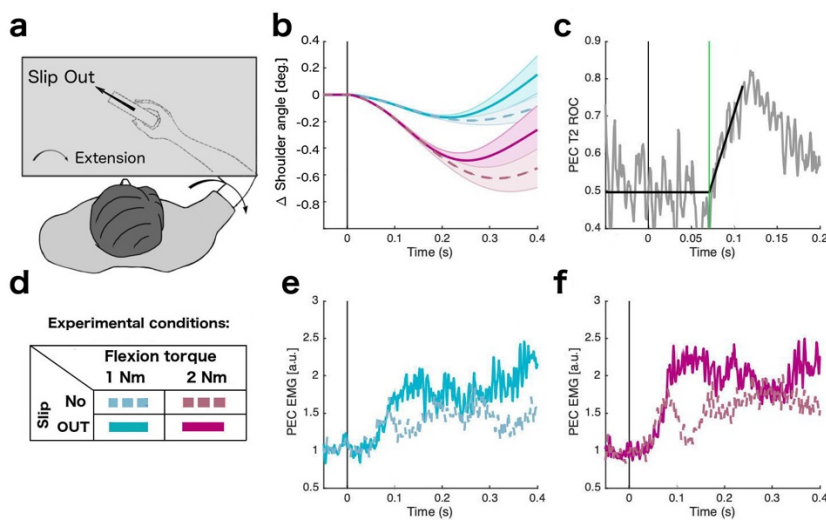 a
Slip Out
Extension
b
Δ Shoulder angle [deg.]
0.4
0.2
0
-0.2
-0.4
-0.6
-0.8
0 0.1 0.2 0.3 0.4
Time (s)
c
PEC T2 ROC
0.9
0.8
0.7
0.6
0.5
0.4
0 0.05 0.1 0.15 0.2
Time (s)
d
Experimental conditions:
Flexion torque
1 Nm 2 Nm
Slip
No
OUT
e
PEC EMG [a.u.]
3
2.5
2
1.5
1
0.5
0 0.1 0.2 0.3 0.4
Time (s)
f
PEC EMG [a.u.]
3
2.5
2
1.5
1
0.5
0 0.1 0.2 0.3 0.4
Time (s)